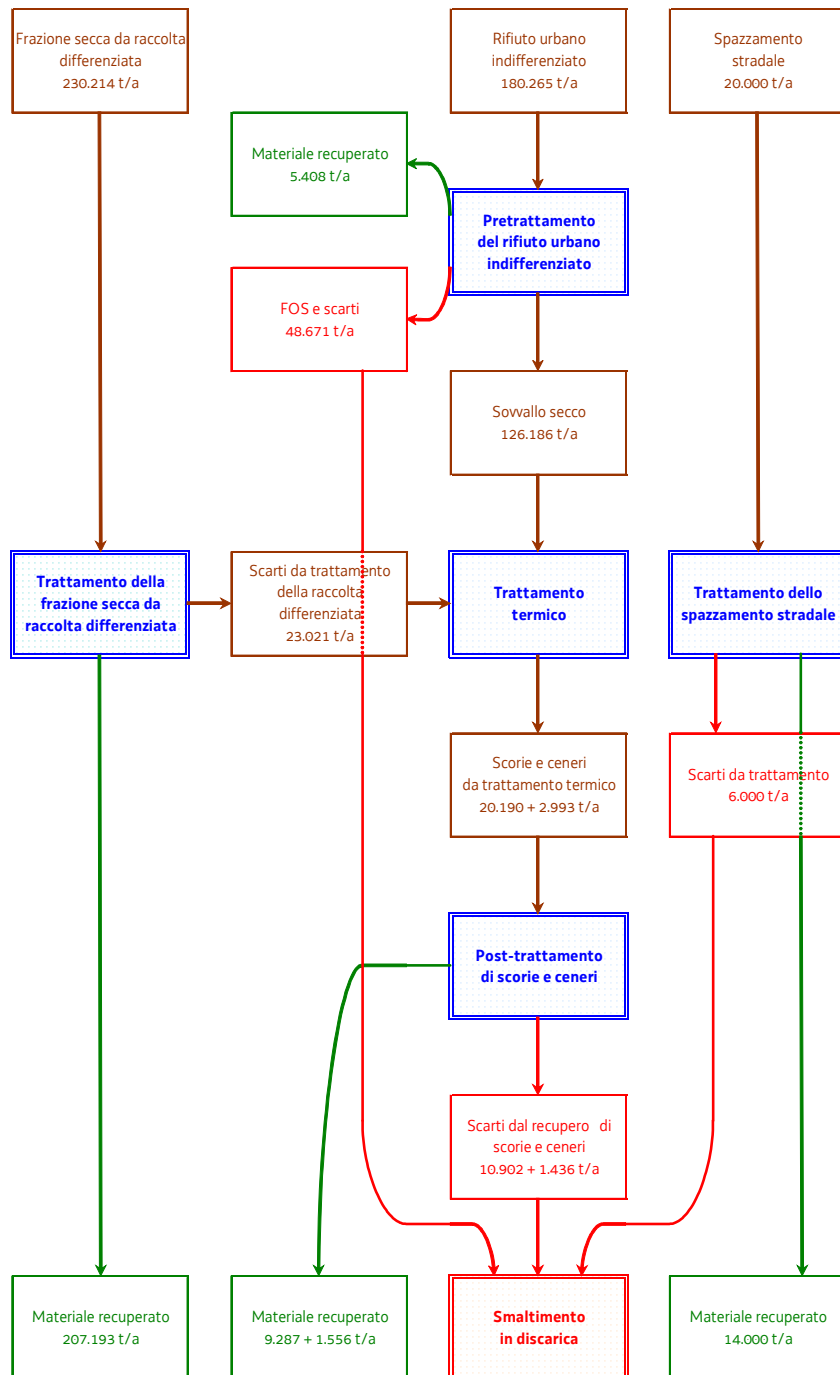 Frazione secca da raccolta
differenziata
230.214 t/a
Rifiuto urbano
indifferenziato
180.265 t/a
Spazzamento
stradale
20.000 t/a
Materiale recuperato
5.408 t/a
Pretrattamento
del rifiuto urbano
indifferenziato
FOS e scarti
48.671 t/a
Sovvallo secco
126.186 t/a
Trattamento della
frazione secca da
raccolta differenziata
Scarti da trattamento
della raccolta
differenziata
23.021 t/a
Trattamento
termico
Trattamento dello
spazzamento stradale
Scorie e ceneri
da trattamento termico
20.190 + 2.993 t/a
Scarti da trattamento
6.000 t/a
Post-trattamento
di scorie e ceneri
Scarti dal recupero di
scorie e ceneri
10.902 + 1.436 t/a
Materiale recuperato
207.193 t/a
Materiale recuperato
9.287 + 1.556 t/a
Smaltimento
in discarica
Materiale recuperato
14.000 t/a